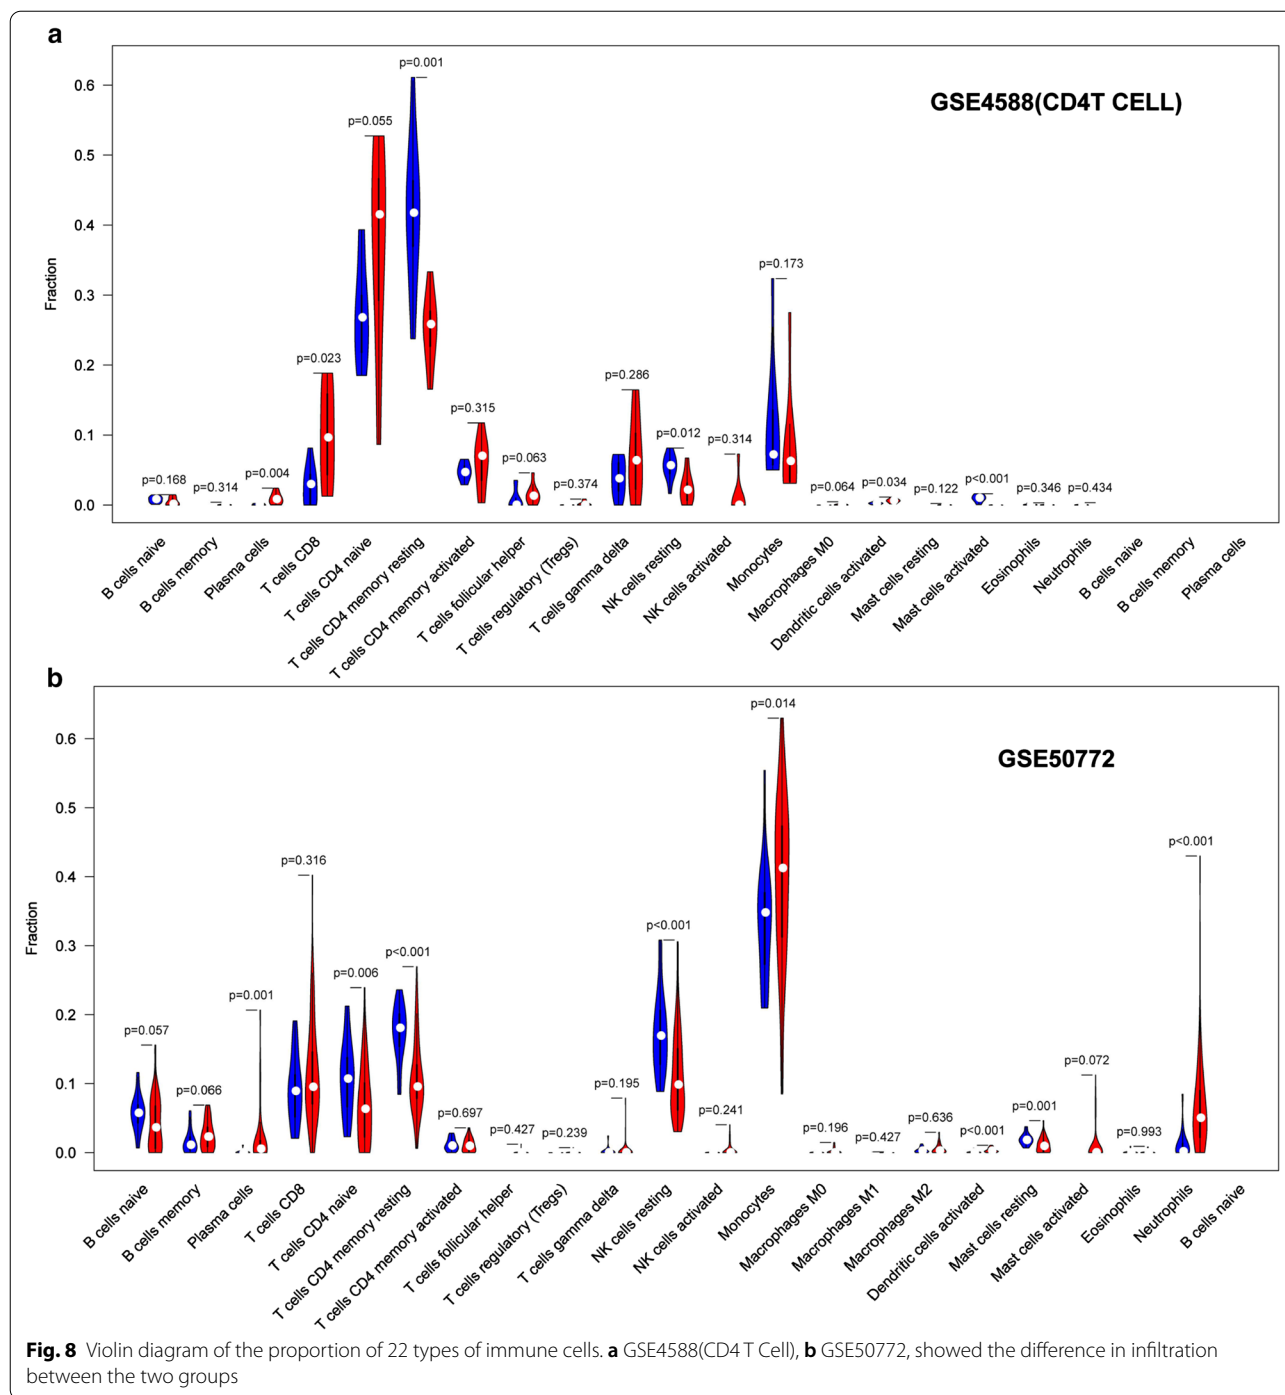 a
GSE4588(CD4T CELL)
Fraction
0.6
0.5
0.4
0.3
0.2
0.1
0.0
p=0.168
p=0.314
p=0.004
p=0.023
p=0.055
p=0.001
p=0.315
p=0.063
p=0.374
p=0.286
p=0.012
p=0.314
p=0.173
p=0.064
p=0.034
p=0.122
p<0.001
p=0.346
p=0.434
B cells naive
B cells memory
Plasma cells
T cells CD8
T cells CD4 naive
T cells CD4 memory resting
T cells CD4 memory activated
T cells follicular helper
T cells regulatory (Tregs)
T cells gamma delta
NK cells resting
NK cells activated
Monocytes
Macrophages M0
Dendritic cells activated
Mast cells resting
Mast cells activated
Eosinophils
Neutrophils
B cells naive
B cells memory
Plasma cells
b
GSE50772
Fraction
0.6
0.5
0.4
0.3
0.2
0.1
0.0
p=0.057
p=0.066
p=0.001
p=0.316
p=0.006
p<0.001
p=0.697
p=0.427
p=0.239
p=0.195
p<0.001
p=0.241
p=0.014
p=0.196
p=0.427
p=0.636
p<0.001
p=0.001
p=0.072
p=0.993
p<0.001
B cells naive
B cells memory
Plasma cells
T cells CD8
T cells CD4 naive
T cells CD4 memory resting
T cells CD4 memory activated
T cells follicular helper
T cells regulatory (Tregs)
T cells gamma delta
NK cells resting
NK cells activated
Monocytes
Macrophages M0
Macrophages M1
Macrophages M2
Dendritic cells activated
Mast cells resting
Mast cells activated
Eosinophils
Neutrophils
B cells naive
Fig. 8 Violin diagram of the proportion of 22 types of immune cells. a GSE4588(CD4 T Cell), b GSE50772, showed the difference in infiltration
between the two groups